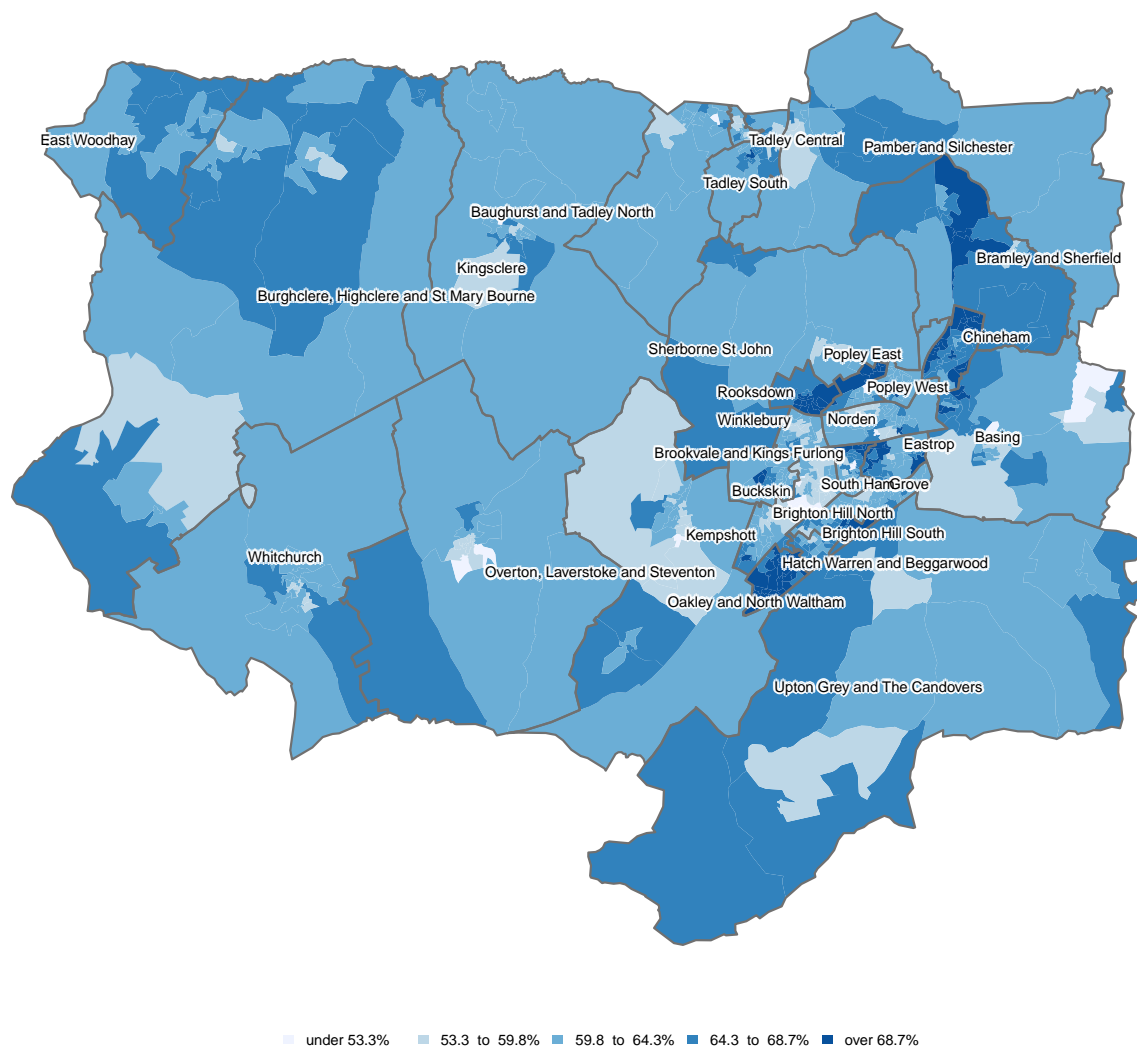 East Woodhay
Tadley Central
Pamber and Silchester
Tadley South
Baughurst and Tadley North
Bramley and Sherfield
Kingsclere
Burghclere, Highclere and St Mary Bourne
Chineham
Sherborne St John
Popley East
Popley West
Rooksdown
Winklebury
Norden
Basing
Eastrop
Brookvale and Kings Furlong
South Ham
Grove
Buckskin
Brighton Hill North
Kempshott
Brighton Hill South
Whitchurch
Hatch Warren and Beggarwood
Overton, Laverstoke and Steventon
Oakley and North Waltham
Upton Grey and The Candovers
under 53.3% 53.3 to 59.8% 59.8 to 64.3% 64.3 to 68.7% over 68.7%